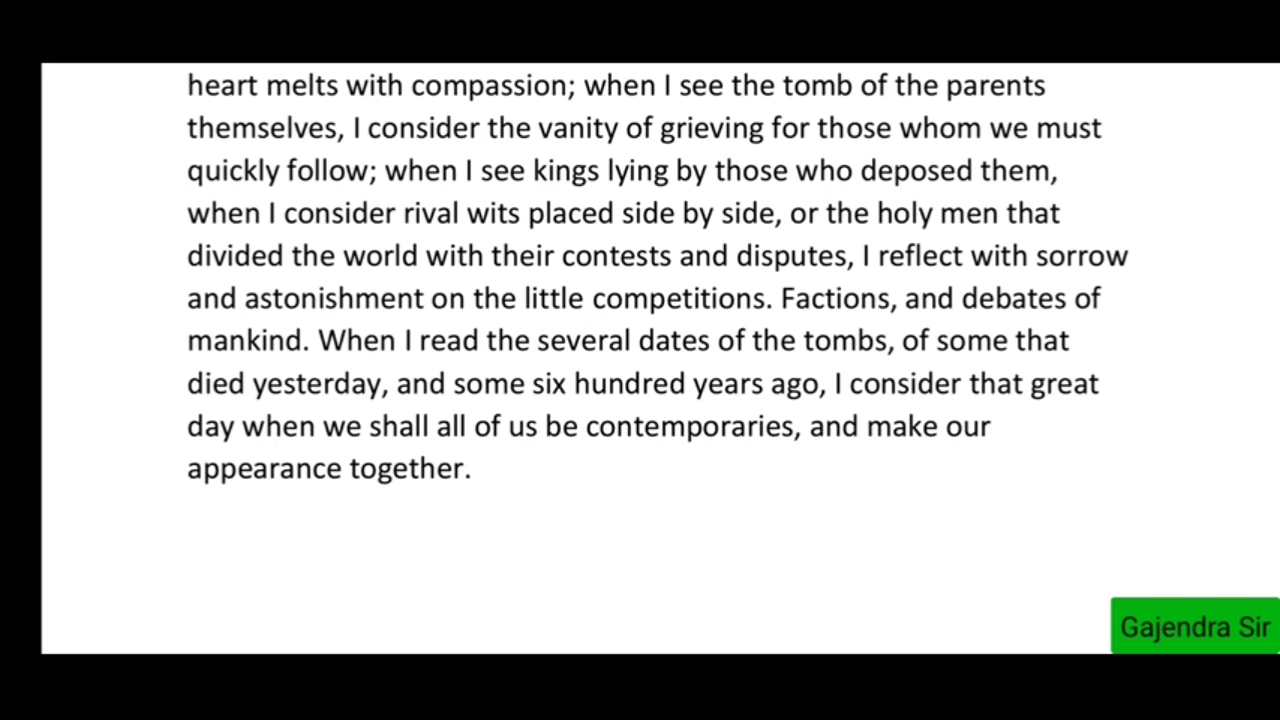 heart melts with compassion; when I see the tomb of the parents
themselves, I consider the vanity of grieving for those whom we must
quickly follow; when I see kings lying by those who deposed them,
when I consider rival wits placed side by side, or the holy men that
divided the world with their contests and disputes, I reflect with sorrow
and astonishment on the little competitions. Factions, and debates of
mankind. When I read the several dates of the tombs, of some that
died yesterday, and some six hundred years ago, I consider that great
day when we shall all of us be contemporaries, and make our
appearance together.
Gajendra Sir